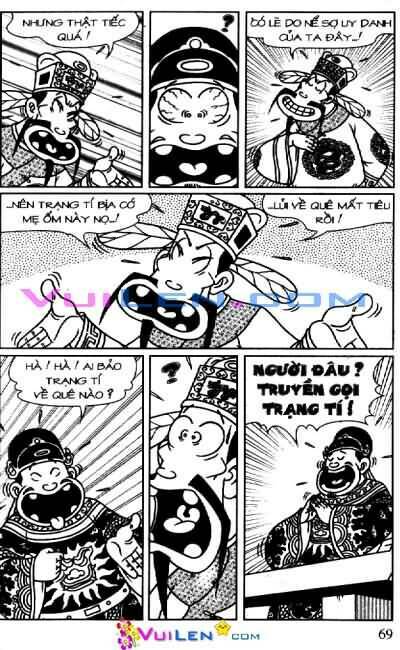 NHƯNG THẬT TIẾC
QUÁ!
?
CÓ LẼ DO NỂ SỢ UY DANH
CỦA TA ĐÂY...!
...NÊN TRẠNG TÍ BỊA CÓ
MẸ ỐM NÀY NỌ...!
...LỦI VỀ QUÊ MẤT TIÊU
RỒI!
VUILEN.COM
HÀ! HÀ! AI BẢO
TRẠNG TÍ
VỀ QUÊ NÀO?
?
NGƯỜI ĐÂU?
TRUYỀN GỌI
TRẠNG TÍ!
69
VUILEN.COM